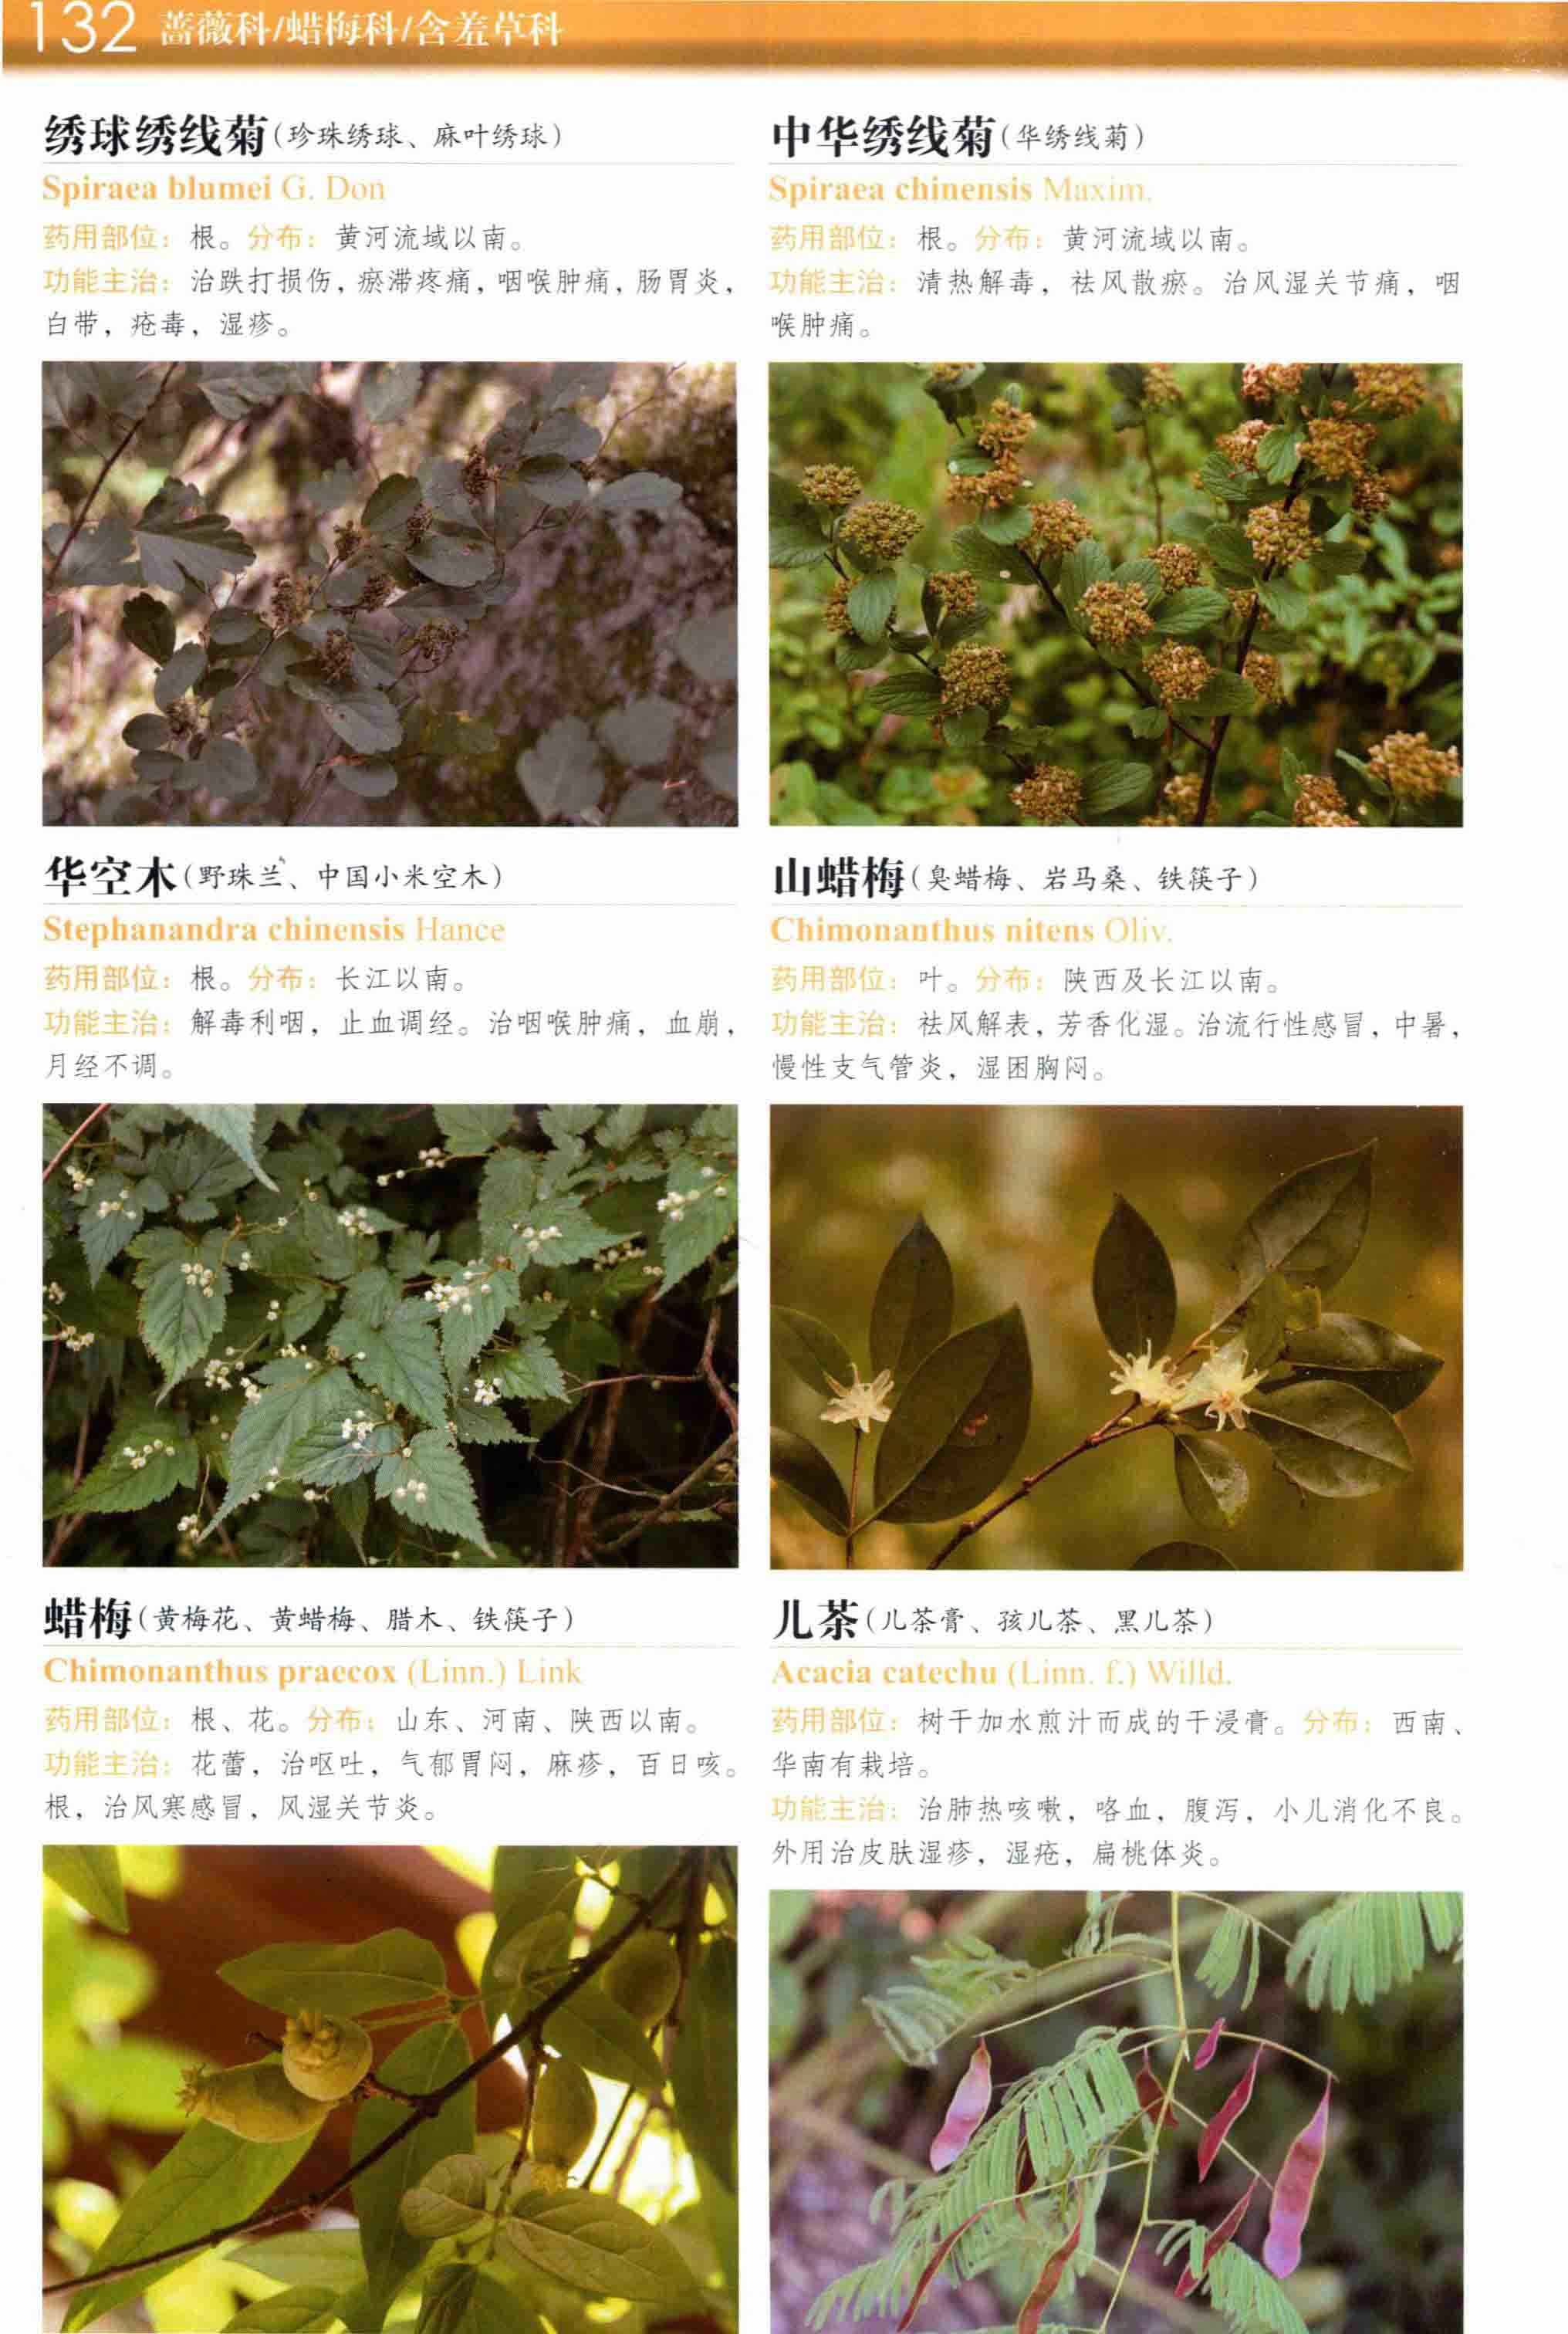 132 蔷薇科/蜡梅科/含羞草科
绣球绣线菊(珍珠绣球、麻叶绣球)
Spiraea blumei G. Don
药用部位：根。分布：黄河流域以南。
功能主治：治跌打损伤，瘀滞疼痛，咽喉肿痛，肠胃炎，
白带，疮毒，湿疹。
中华绣线菊(华绣线菊)
Spiraea chinensis Maxim.
药用部位：根。分布：黄河流域以南。
功能主治：清热解毒，祛风散瘀。治风湿关节痛，咽
喉肿痛。
华空木(野珠兰、中国小米空木)
Stephanandra chinensis Hance
药用部位：根。分布：长江以南。
功能主治：解毒利咽，止血调经。治咽喉肿痛，血崩，
月经不调。
山蜡梅(臭蜡梅、岩马桑、铁筷子)
Chimonanthus nitens Oliv.
药用部位：叶。分布：陕西及长江以南。
功能主治：祛风解表，芳香化湿。治流行性感冒，中暑，
慢性支气管炎，湿困胸闷。
蜡梅(黄梅花、黄蜡梅、腊木、铁筷子)
Chimonanthus praecox (Linn.) Link
药用部位：根、花。分布：山东、河南、陕西以南。
功能主治：花蕾，治呕吐，气郁胃闷，麻疹，百日咳。
根，治风寒感冒，风湿关节炎。
儿茶(儿茶膏、孩儿茶、黑儿茶)
Acacia catechu (Linn. f.) Willd.
药用部位：树干加水煎汁而成的干浸膏。分布：西南、
华南有栽培。
功能主治：治肺热咳嗽，咯血，腹泻，小儿消化不良。
外用治皮肤湿疹，湿疮，扁桃体炎。